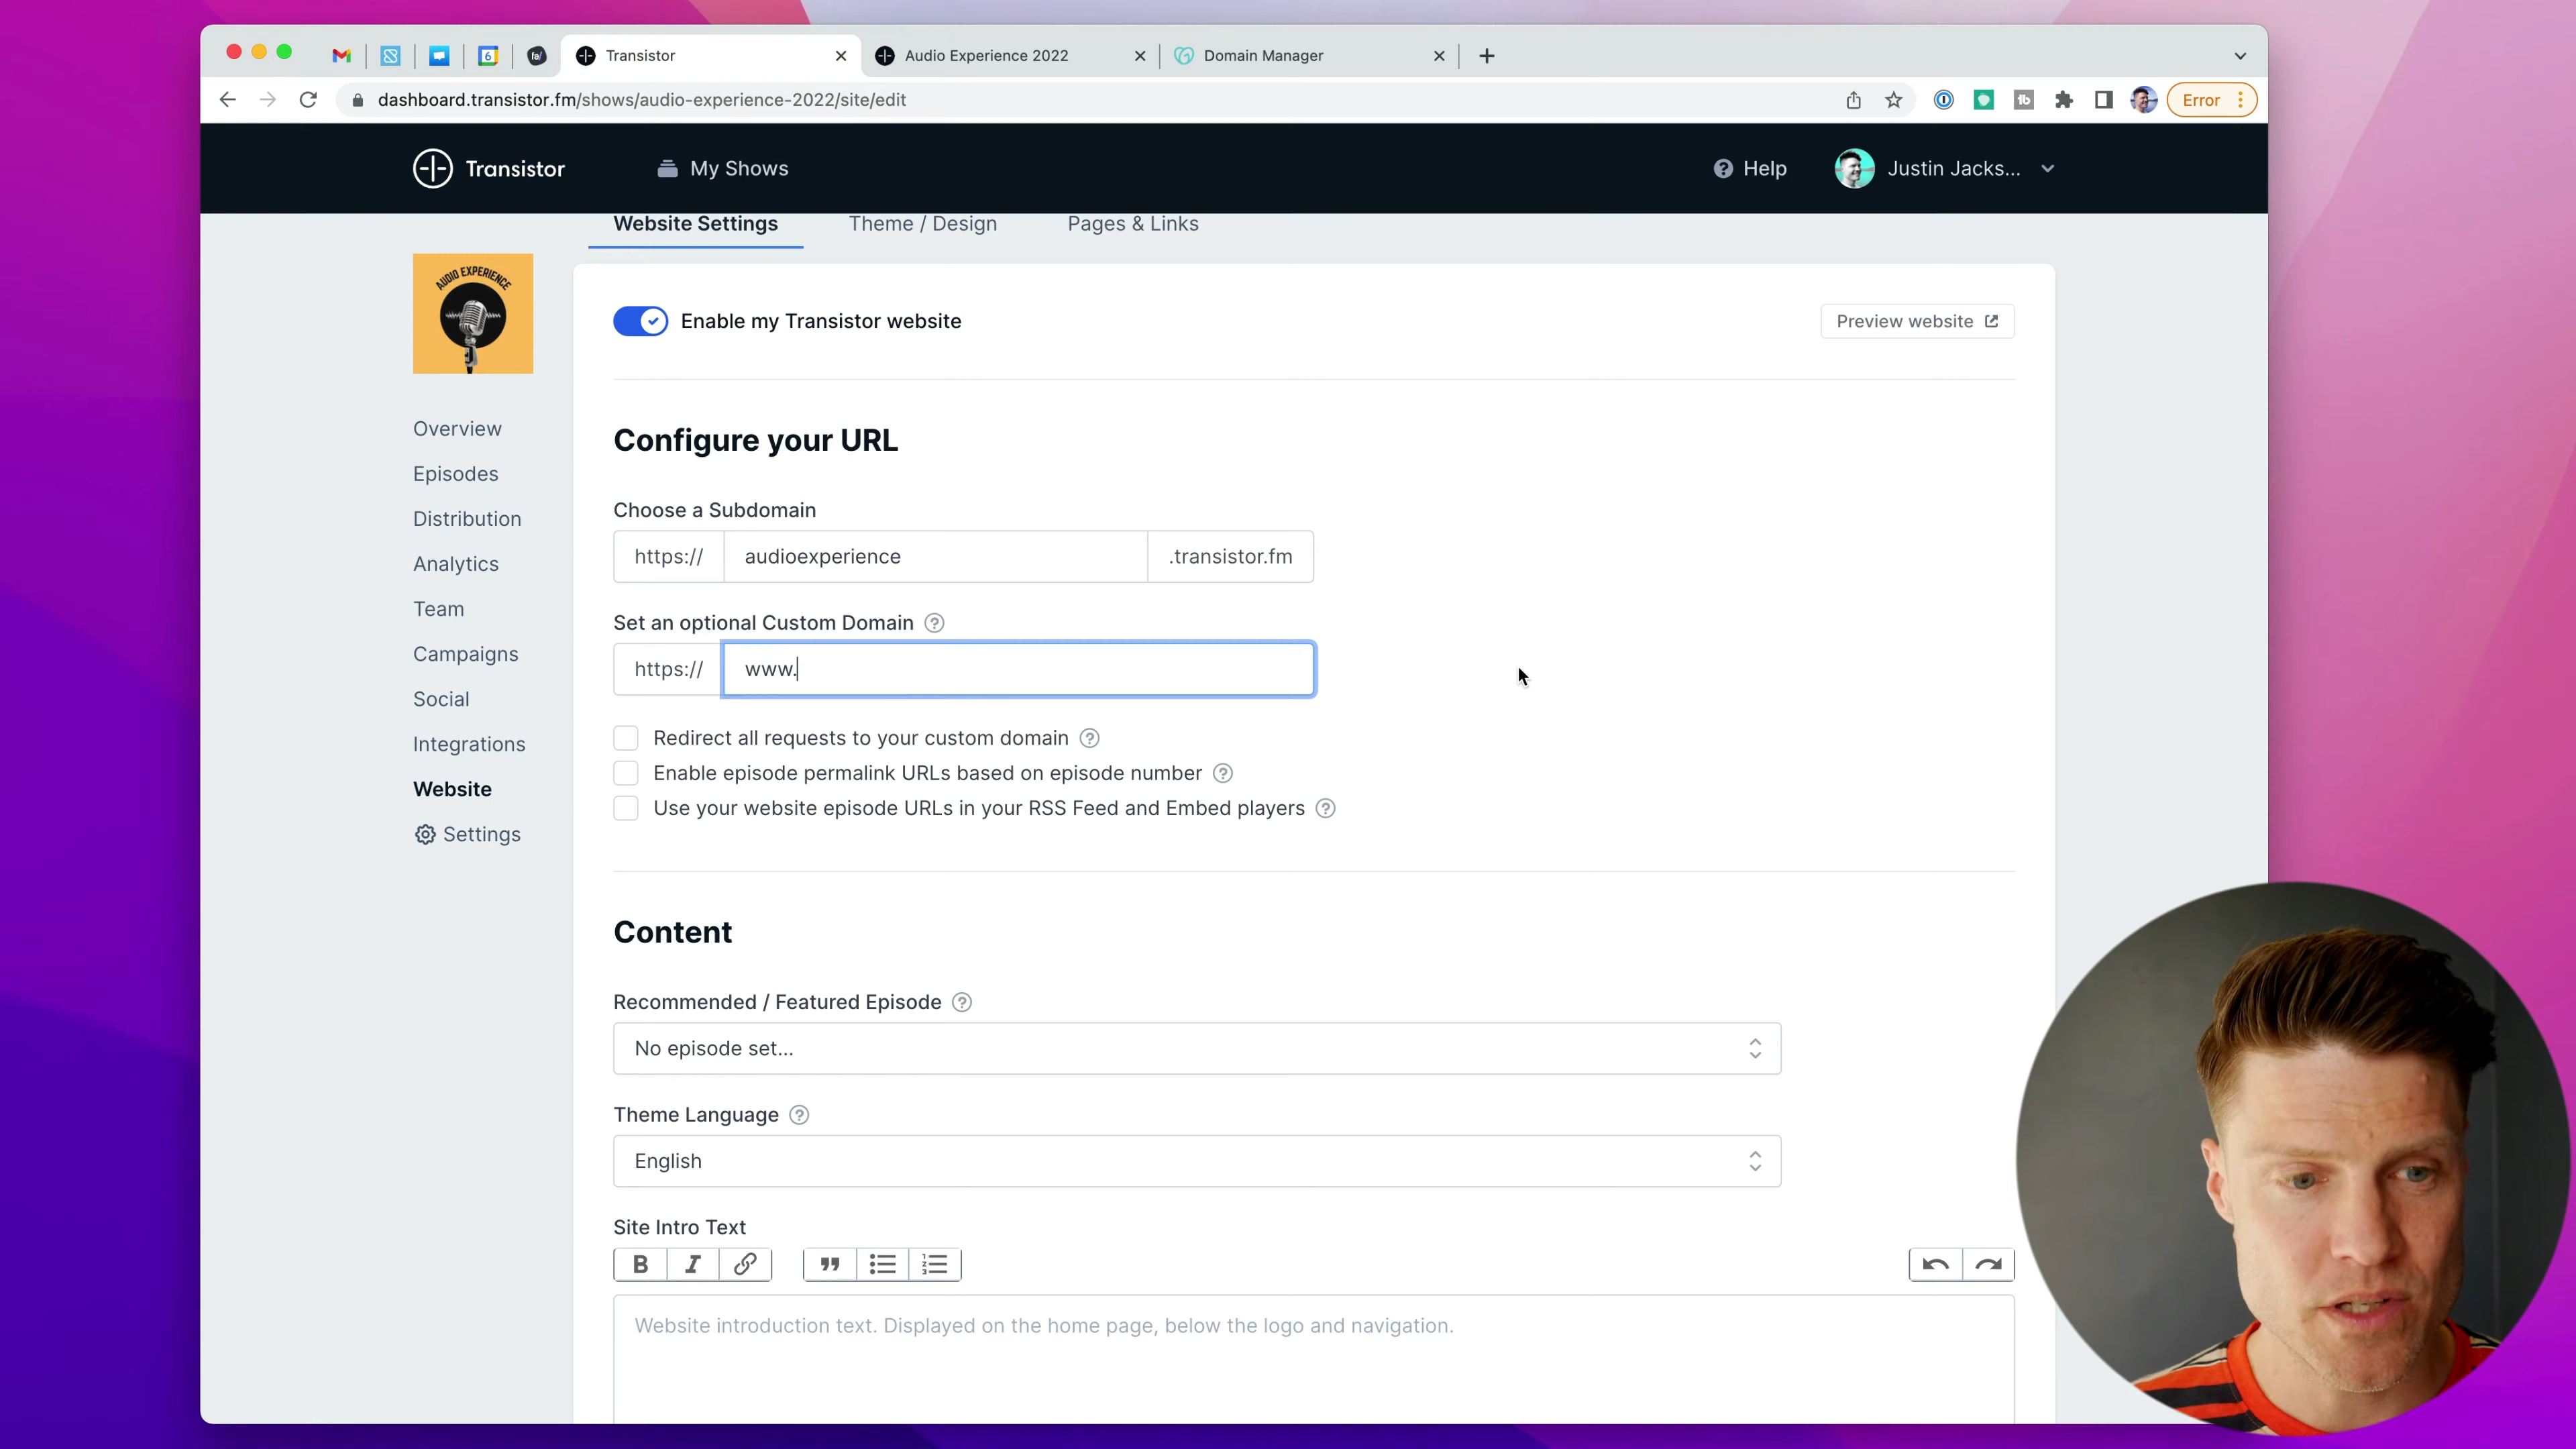 Transistor
Audio Experience 2022
Domain Manager
dashboard.transistor.fm/shows/audio-experience-2022/site/edit
Error
Transistor
My Shows
Help
Justin Jacks...
Website Settings
Theme / Design
Pages & Links
AUDIO EXPERIENCE
Enable my Transistor website
Preview website
Overview
Episodes
Distribution
Analytics
Team
Campaigns
Social
Integrations
Website
Settings
Configure your URL
Choose a Subdomain
https:// audioexperience .transistor.fm
Set an optional Custom Domain
https:// www.
Redirect all requests to your custom domain
Enable episode permalink URLs based on episode number
Use your website episode URLs in your RSS Feed and Embed players
Content
Recommended / Featured Episode
No episode set...
Theme Language
English
Site Intro Text
Website introduction text. Displayed on the home page, below the logo and navigation.